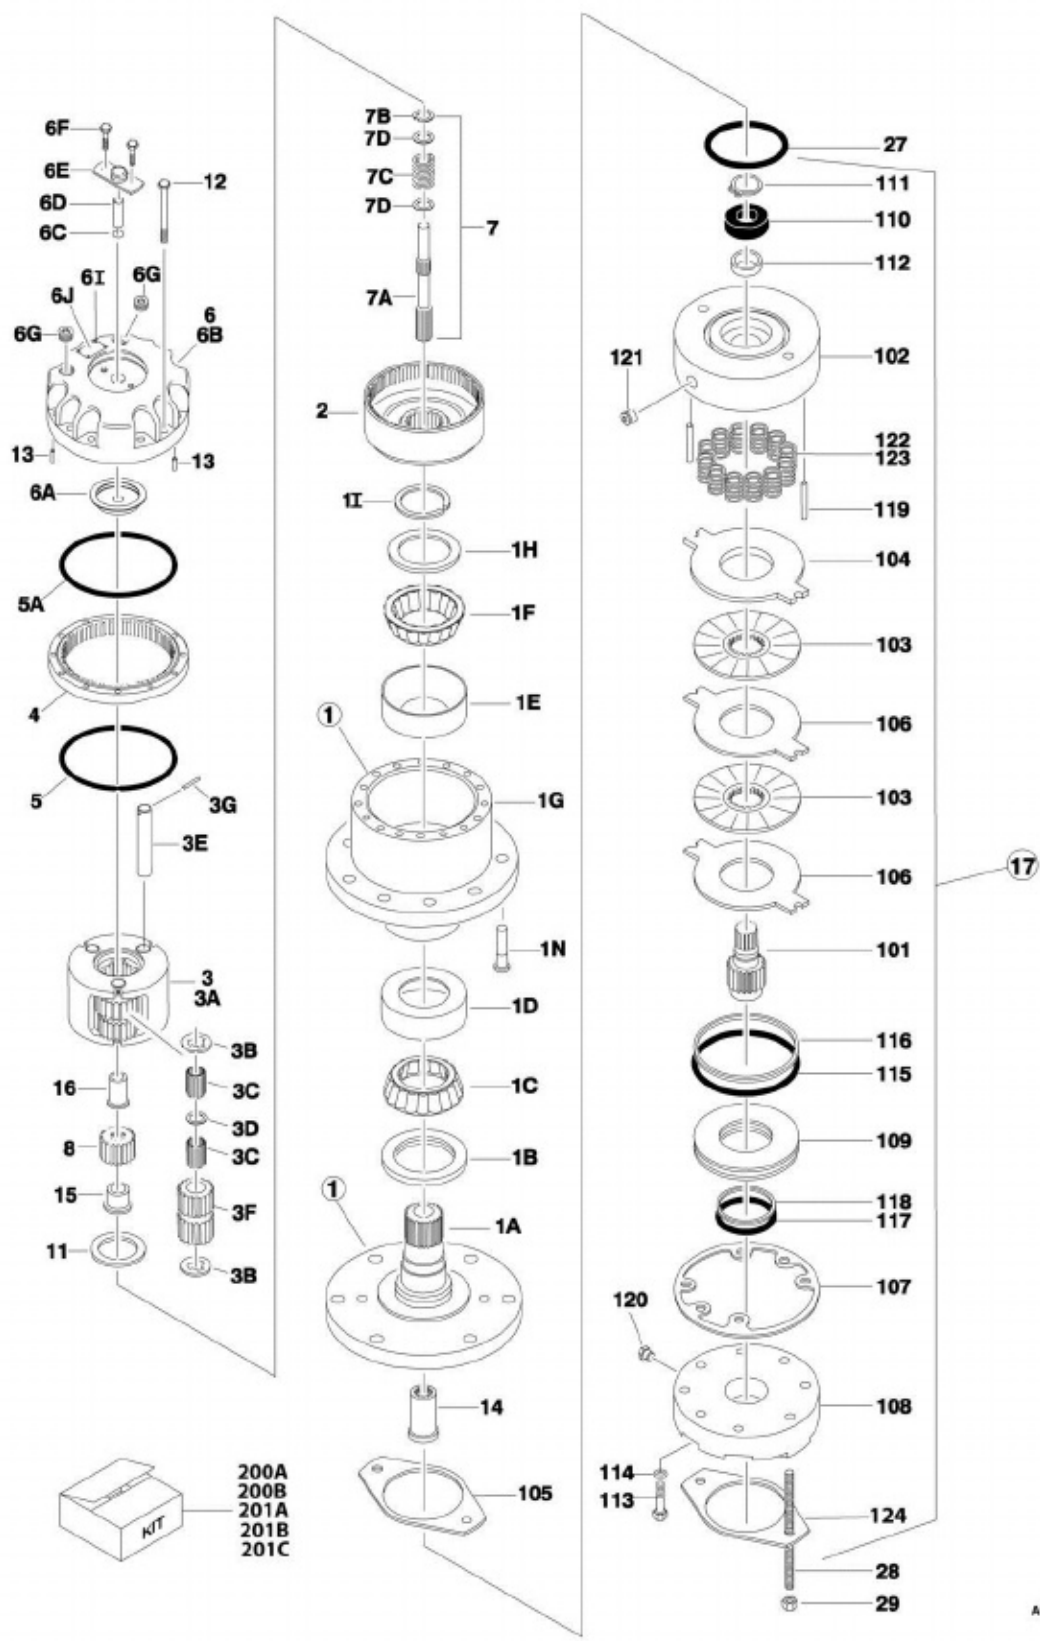 6F
6E
12
6D
6C
6I
6G
6J
6
6B
6G
13
13
6A
5A
4
5
3G
3E
3
3A
3B
16
3C
3D
8
3C
15
3F
11
3B
KIT
200A
200B
201A
201B
201C
7B
7D
7C
7D
7
7A
2
1I
1H
1F
1E
1
1G
1N
1D
1C
1B
1
1A
14
105
27
111
110
112
102
121
122
123
119
104
103
106
103
106
17
101
116
115
109
118
117
107
120
108
114
113
124
28
29
A